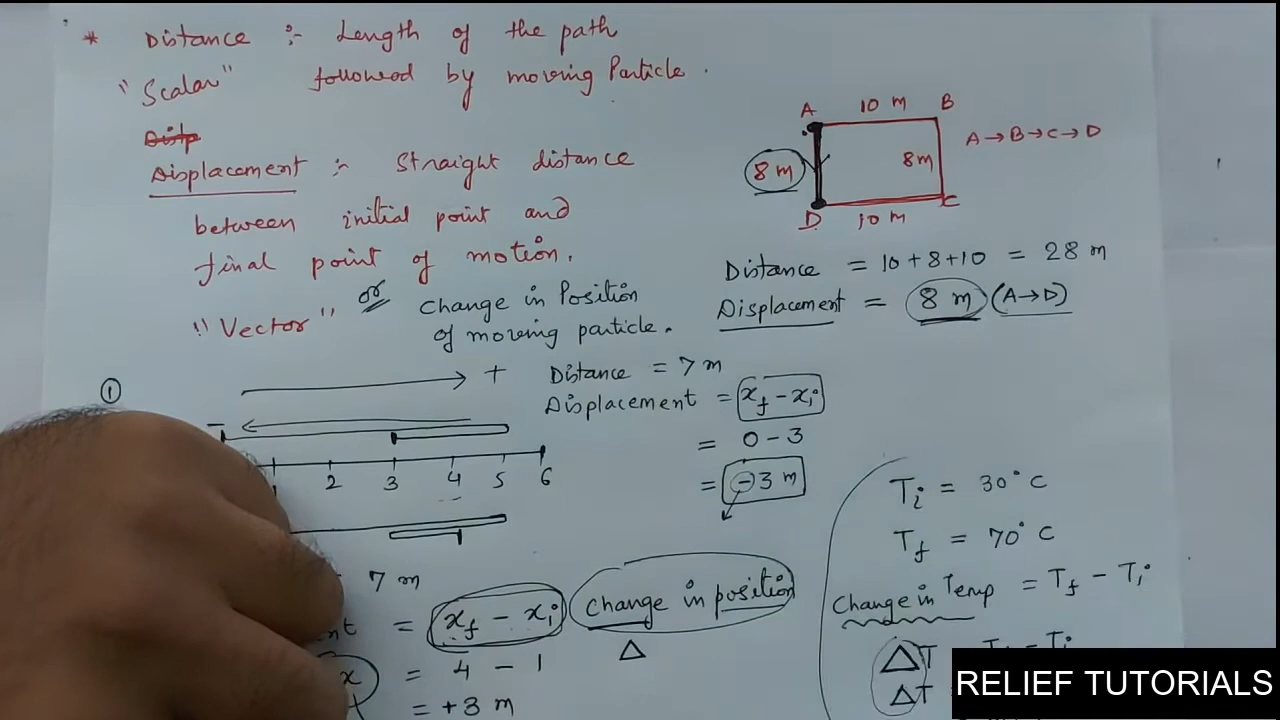 * Distance :- Length of the path
"Scalar" followed by moving Particle.
Displacement :- Straight distance
between initial point and
final point of motion.
"Vector" or Change in Position
of moving particle.
A 10 m B
8 m 8m A→B→C→D
D 10 m C
Distance = 10 + 8 + 10 = 28 m
Displacement = 8 m (A→D)
① → +
Distance = 7 m
Displacement = xf - xi
= 0 - 3
= - 3 m
-
1 2 3 4 5 6
7 m
= xf - xi Change in position
x = 4 - 1 Δ
= +3 m
Ti = 30° C
Tf = 70° C
Change in Temp = Tf - Ti
ΔT
ΔT
RELIEF TUTORIALS